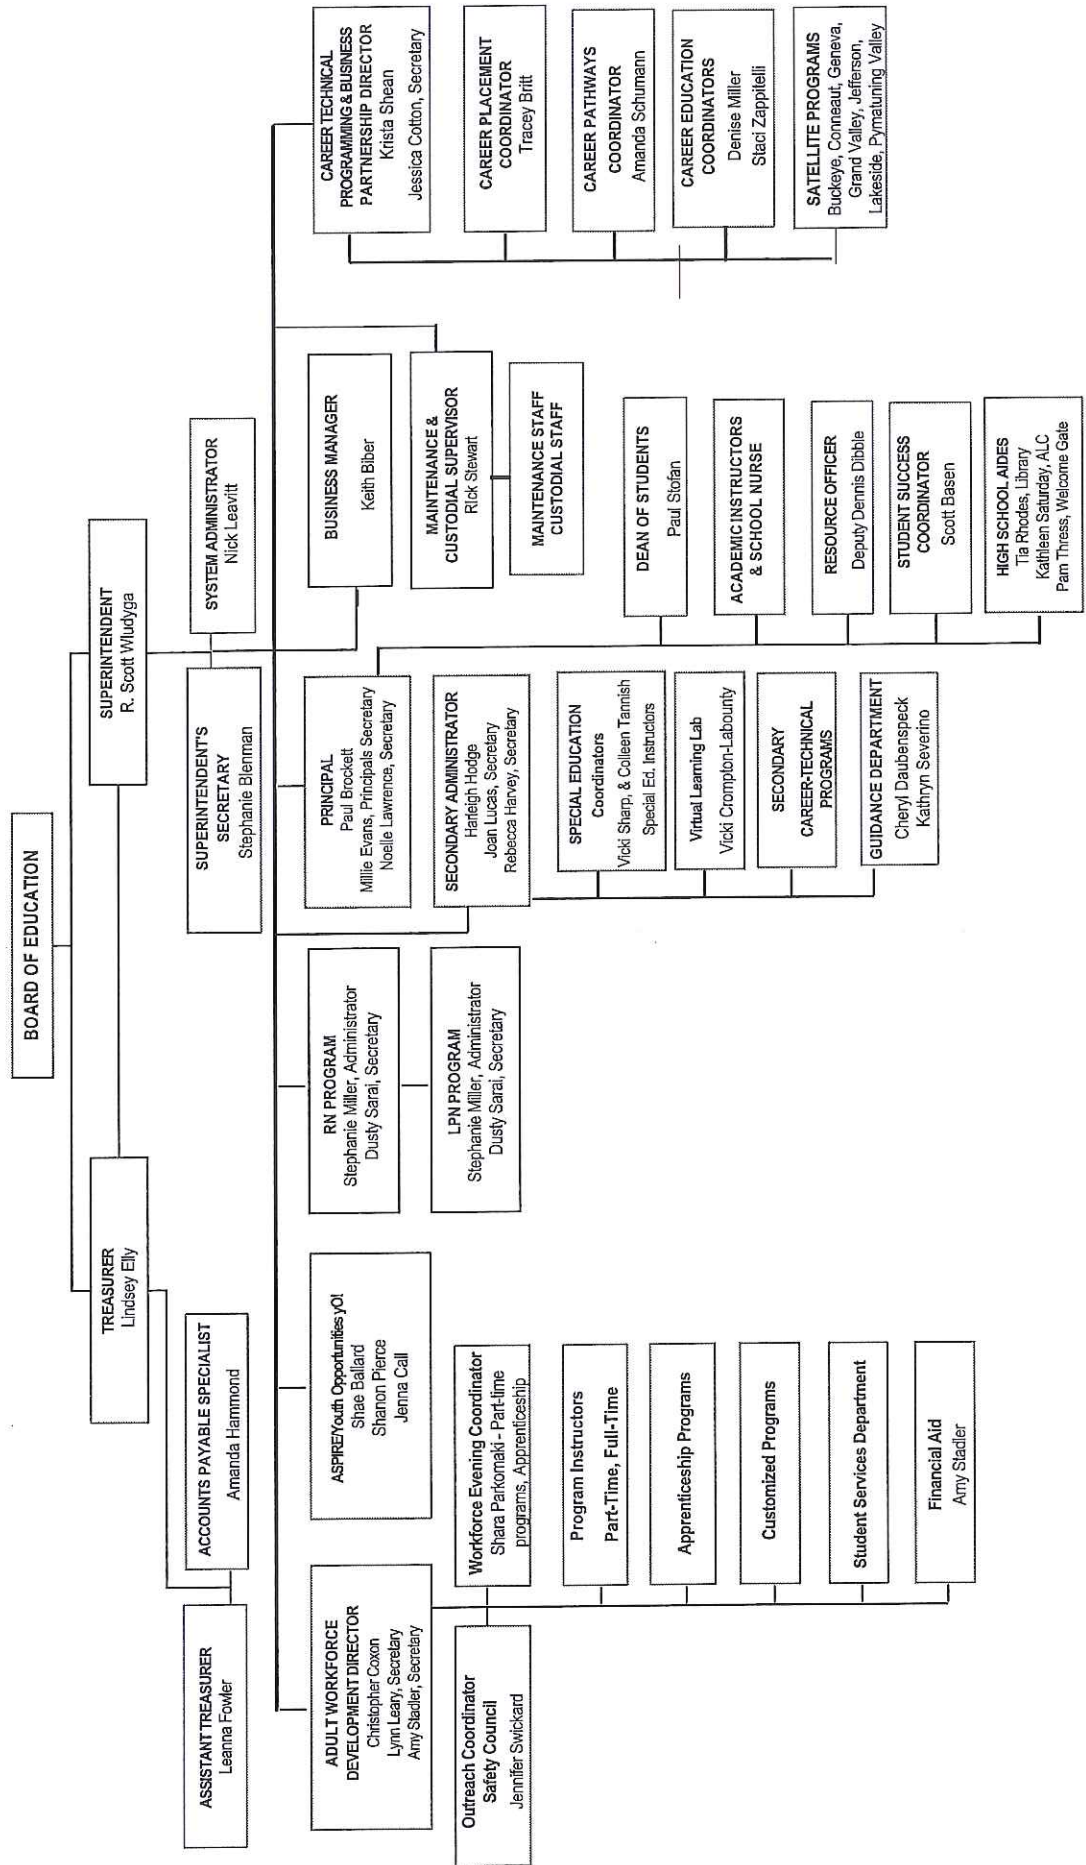 BOARD OF EDUCATION
TREASURER
Lindsey Elly
SUPERINTENDENT
R. Scott Wludyga
ASSISTANT TREASURER
Leanna Fowler
ACCOUNTS PAYABLE SPECIALIST
Amanda Hammond
SUPERINTENDENT'S
SECRETARY
Stephanie Blenman
SYSTEM ADMINISTRATOR
Nick Leavitt
ADULT WORKFORCE
DEVELOPMENT DIRECTOR
Christopher Coxon
Lynn Leary, Secretary
Amy Stadler, Secretary
Outreach Coordinator
Safety Council
Jennifer Swickard
Workforce Evening Coordinator
Shara Parkomaki - Part-time
programs, Apprenticeship
Program Instructors
Part-Time, Full-Time
Apprenticeship Programs
Customized Programs
Student Services Department
Financial Aid
Amy Stadler
ASPIRE/Youth Opportunities yO!
Shae Ballard
Shanon Pierce
Jenna Call
RN PROGRAM
Stephanie Miller, Administrator
Dusty Sarai, Secretary
LPN PROGRAM
Stephanie Miller, Administrator
Dusty Sarai, Secretary
PRINCIPAL
Paul Brockett
Millie Evans, Principals Secretary
Noelle Lawrence, Secretary
SECONDARY ADMINISTRATOR
Harleigh Hodge
Joan Lucas, Secretary
Rebecca Harvey, Secretary
SPECIAL EDUCATION
Coordinators
Vicki Sharp, & Colleen Tannish
Special Ed. Instructors
Virtual Learning Lab
Vicki Crompton-Labounty
SECONDARY
CAREER-TECHNICAL
PROGRAMS
GUIDANCE DEPARTMENT
Cheryl Daubenspeck
Kathryn Severino
BUSINESS MANAGER
Keith Biber
MAINTENANCE &
CUSTODIAL SUPERVISOR
RIck Stewart
MAINTENANCE STAFF
CUSTODIAL STAFF
DEAN OF STUDENTS
Paul Stofan
ACADEMIC INSTRUCTORS
& SCHOOL NURSE
RESOURCE OFFICER
Deputy Dennis Dibble
STUDENT SUCCESS
COORDINATOR
Scott Basen
HIGH SCHOOL AIDES
Tia Rhodes, Library
Kathleen Saturday, ALC
Pam Thress, Welcome Gate
CAREER TECHNICAL
PROGRAMMING & BUSINESS
PARTNERSHIP DIRECTOR
Krista Shean
Jessica Cotton, Secretary
CAREER PLACEMENT
COORDINATOR
Tracey Britt
CAREER PATHWAYS
COORDINATOR
Amanda Schumann
CAREER EDUCATION
COORDINATORS
Denise Miller
Staci Zappitelli
SATELLITE PROGRAMS
Buckeye, Conneaut, Geneva,
Grand Valley, Jefferson,
Lakeside, Pymatuning Valley